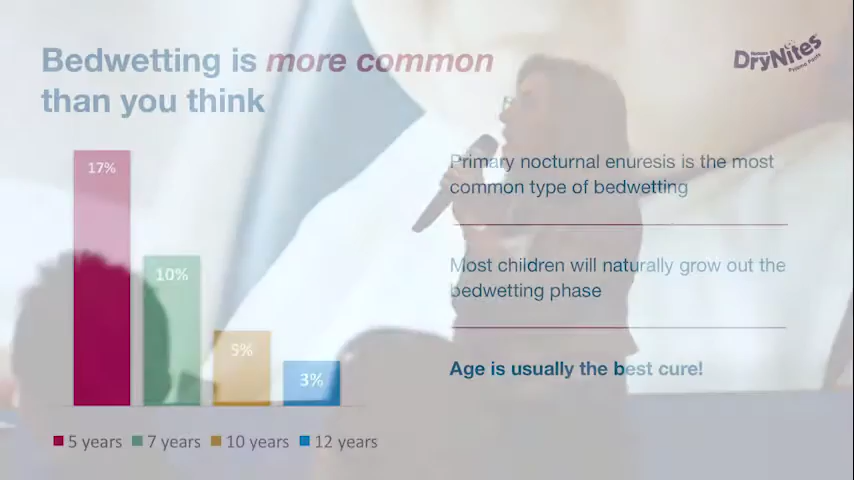 Bedwetting is more common
than you think
DryNites
Pyjama Pants
17%
10%
5%
3%
5 years 7 years 10 years 12 years
Primary nocturnal enuresis is the most
common type of bedwetting
Most children will naturally grow out the
bedwetting phase
Age is usually the best cure!